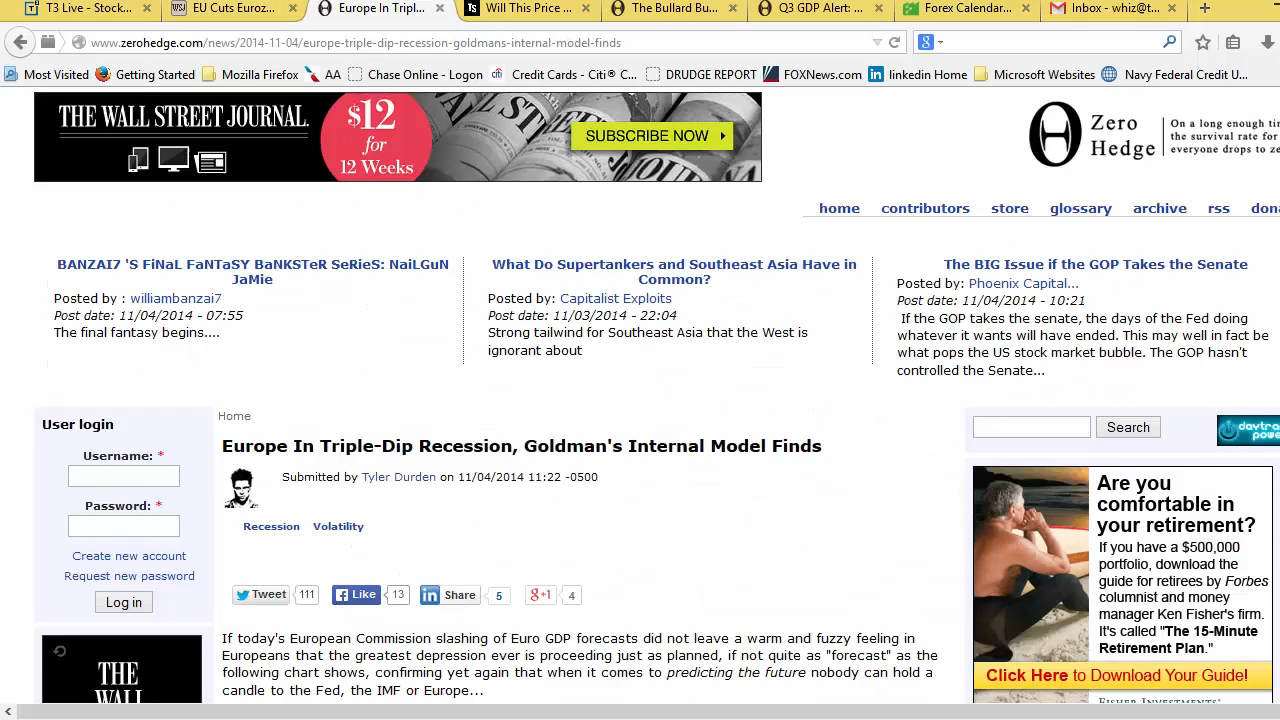 T3 Live - Stock...
EU Cuts Euroz...
Europe In Tripl...
Will This Price ...
The Bullard Bu...
Q3 GDP Alert: ...
Forex Calendar...
Inbox - whiz@t...
www.zerohedge.com/news/2014-11-04/europe-triple-dip-recession-goldmans-internal-model-finds
Most Visited
Getting Started
Mozilla Firefox
AA
Chase Online - Logon
Credit Cards - Citi® C...
DRUDGE REPORT
FOXNews.com
linkedin Home
Microsoft Websites
Navy Federal Credit U...
THE WALL STREET JOURNAL.
$12
for
12 Weeks
SUBSCRIBE NOW
Zero
Hedge
On a long enough tim
the survival rate for
everyone drops to ze
home
contributors
store
glossary
archive
rss
dona
BANZAI7 'S FiNaL FaNTaSY BaNKSTeR SeRieS: NaiLGuN
JaMie
Posted by : williambanzai7
Post date: 11/04/2014 - 07:55
The final fantasy begins....
What Do Supertankers and Southeast Asia Have in
Common?
Posted by: Capitalist Exploits
Post date: 11/03/2014 - 22:04
Strong tailwind for Southeast Asia that the West is
ignorant about
The BIG Issue if the GOP Takes the Senate
Posted by: Phoenix Capital...
Post date: 11/04/2014 - 10:21
If the GOP takes the senate, the days of the Fed doing
whatever it wants will have ended. This may well in fact be
what pops the US stock market bubble. The GOP hasn't
controlled the Senate...
User login
Username: *
Password: *
Create new account
Request new password
Log in
THE
WALL
Home
Europe In Triple-Dip Recession, Goldman's Internal Model Finds
Submitted by Tyler Durden on 11/04/2014 11:22 -0500
Recession
Volatility
Tweet 111
Like 13
Share 5
g+1 4
If today's European Commission slashing of Euro GDP forecasts did not leave a warm and fuzzy feeling in
Europeans that the greatest depression ever is proceeding just as planned, if not quite as "forecast" as the
following chart shows, confirming yet again that when it comes to predicting the future nobody can hold a
candle to the Fed, the IMF or Europe...
Search
daytra
powe
Are you
comfortable in
your retirement?
If you have a $500,000
portfolio, download the
guide for retirees by Forbes
columnist and money
manager Ken Fisher's firm.
It's called "The 15-Minute
Retirement Plan."
Click Here to Download Your Guide!
FISHER INVESTMENTS